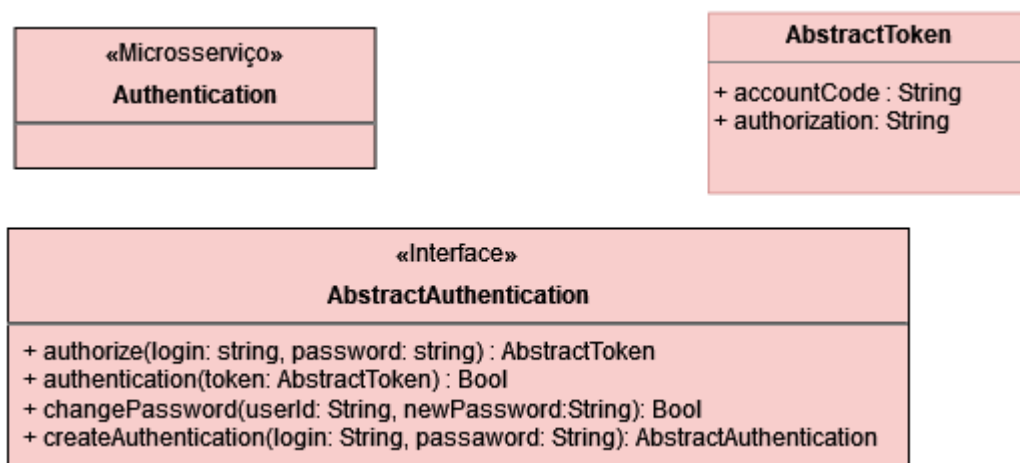 «Microsserviço»
Authentication
AbstractToken
+ accountCode : String
+ authorization: String
«Interface»
AbstractAuthentication
+ authorize(login: string, password: string) : AbstractToken
+ authentication(token: AbstractToken) : Bool
+ changePassword(userId: String, newPassword:String): Bool
+ createAuthentication(login: String, passaword: String): AbstractAuthentication